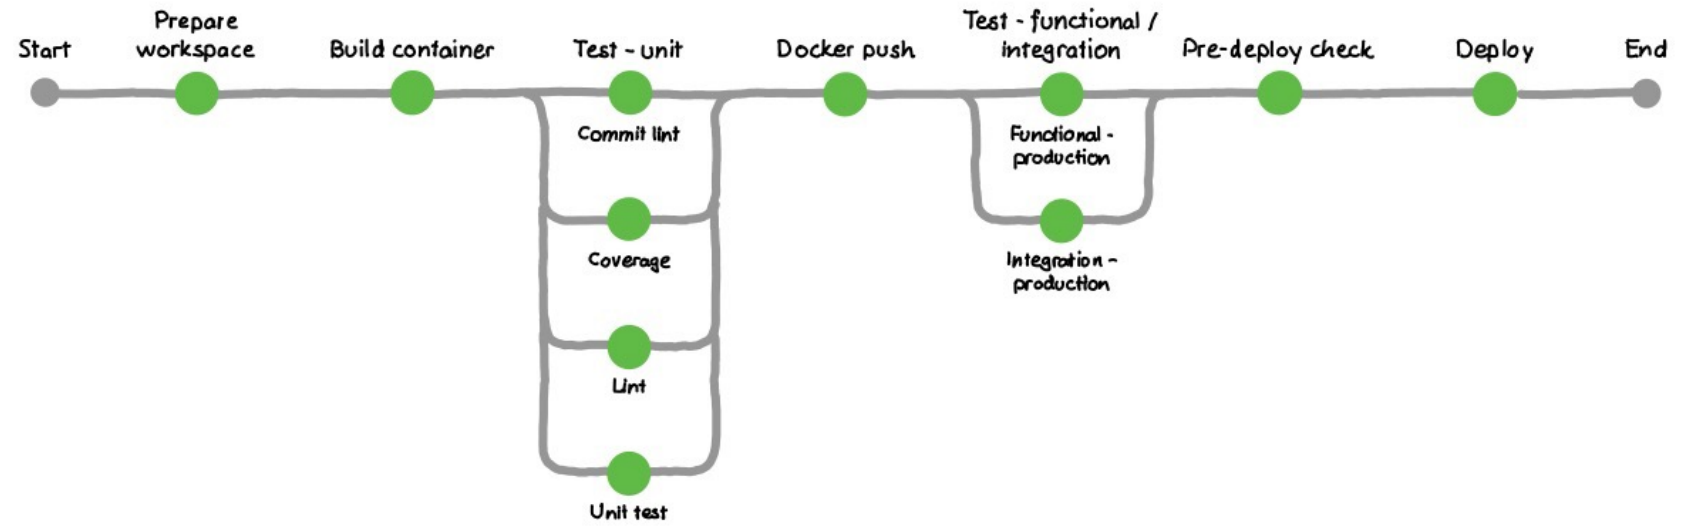 Start
Prepare
workspace
Build container
Test - unit
Docker push
Test - functional /
integration
Pre-deploy check
Deploy
End
Commit lint
Functional -
production
Coverage
Integration -
production
Lint
Unit test